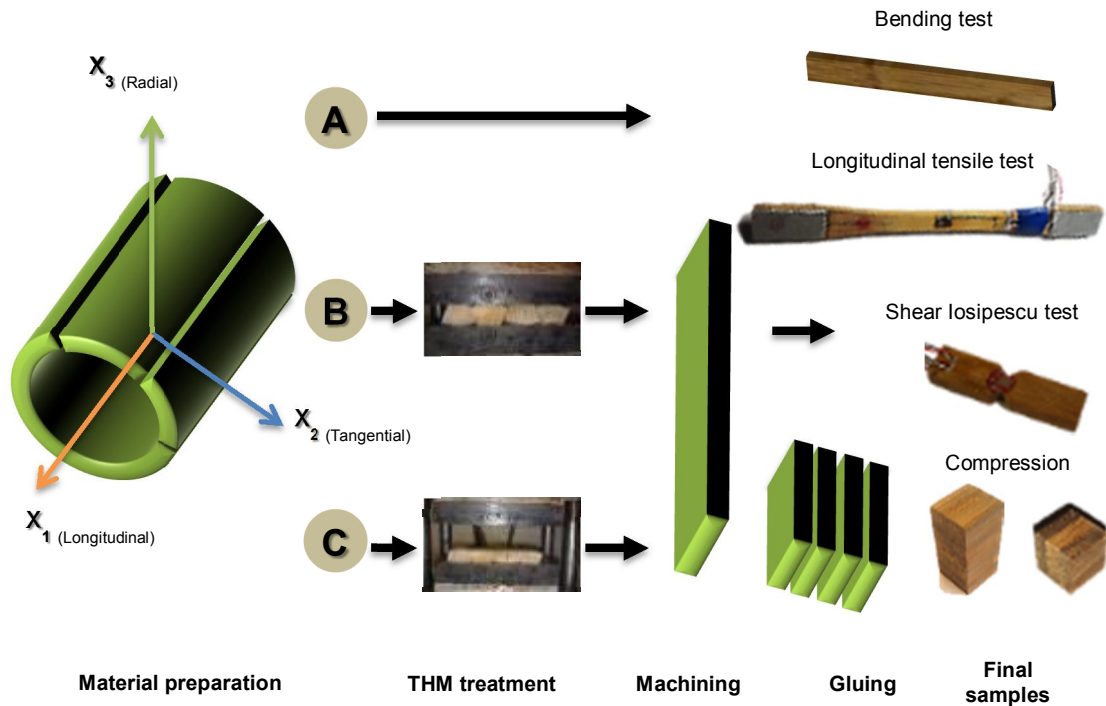 Bending test
X3 (Radial)
A
Longitudinal tensile test
B
Shear Iosipescu test
X2 (Tangential)
Compression
C
X1 (Longitudinal)
Material preparation
THM treatment
Machining
Gluing
Final
samples